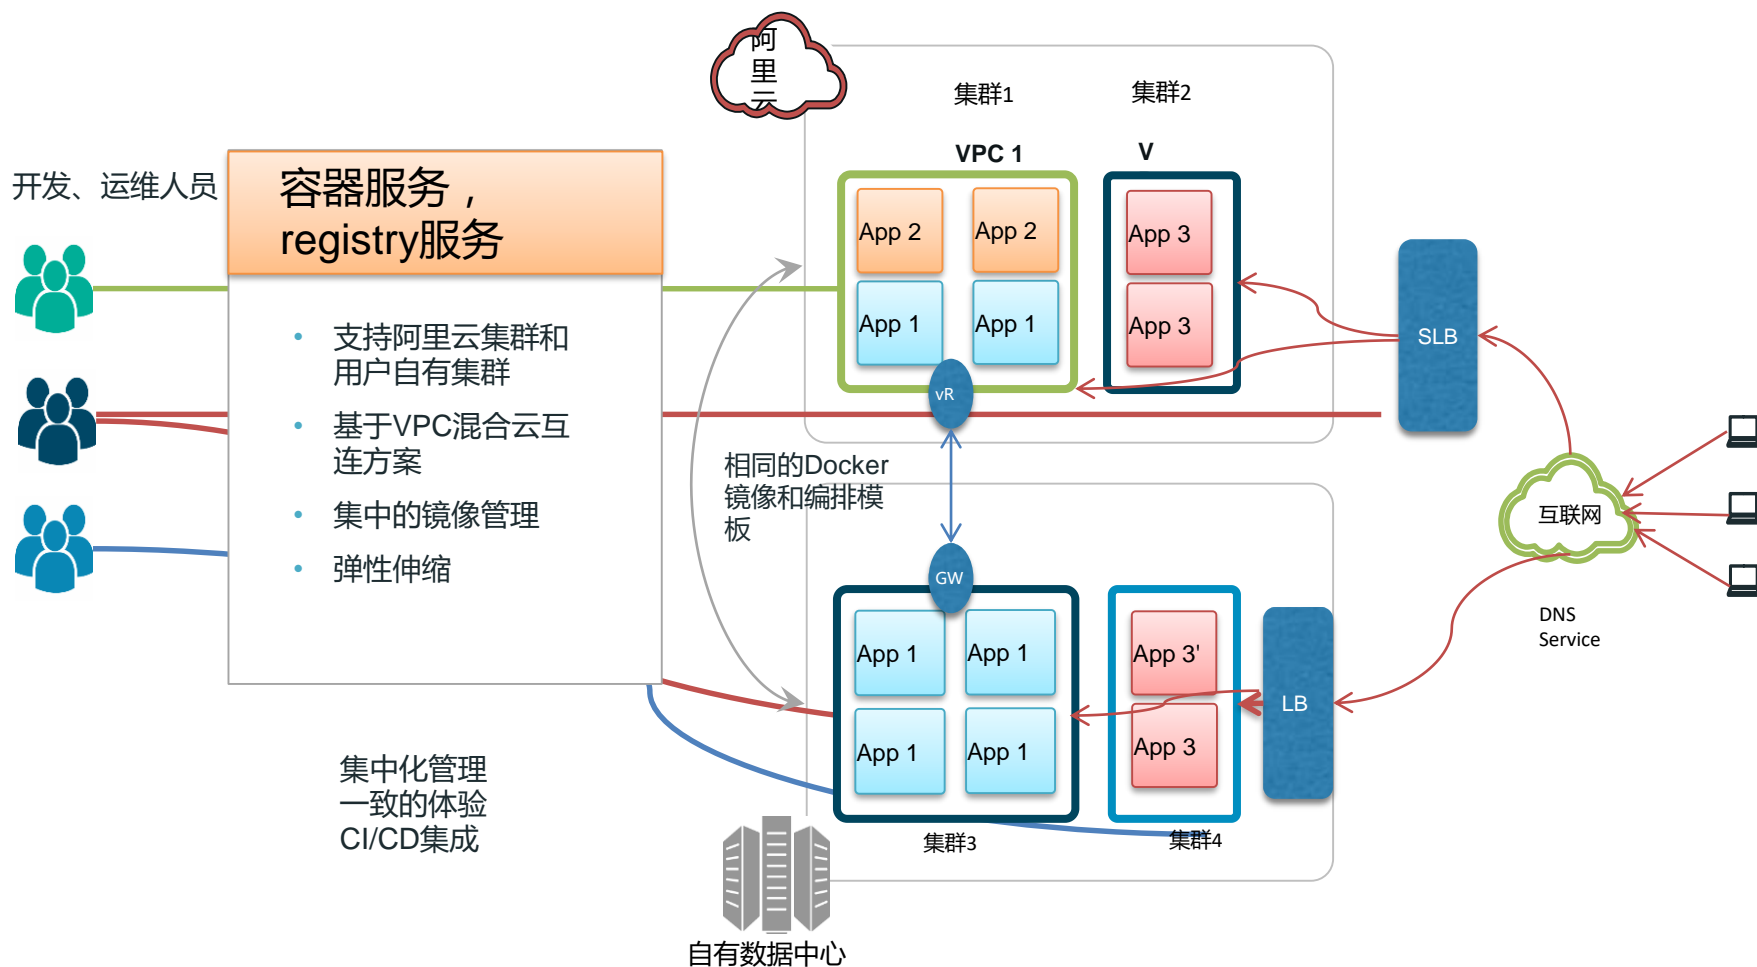 阿
里
云
集群1
集群2
VPC 1
V
开发、运维人员
容器服务，
registry服务
App 2
App 2
App 3
App 1
App 1
App 3
SLB
vR
支持阿里云集群和
用户自有集群
基于VPC混合云互
连方案
集中的镜像管理
弹性伸缩
相同的Docker
镜像和编排模
板
互联网
GW
DNS
Service
App 1
App 1
App 3'
App 1
App 1
App 3
LB
集中化管理
一致的体验
CI/CD集成
集群3
集群4
自有数据中心